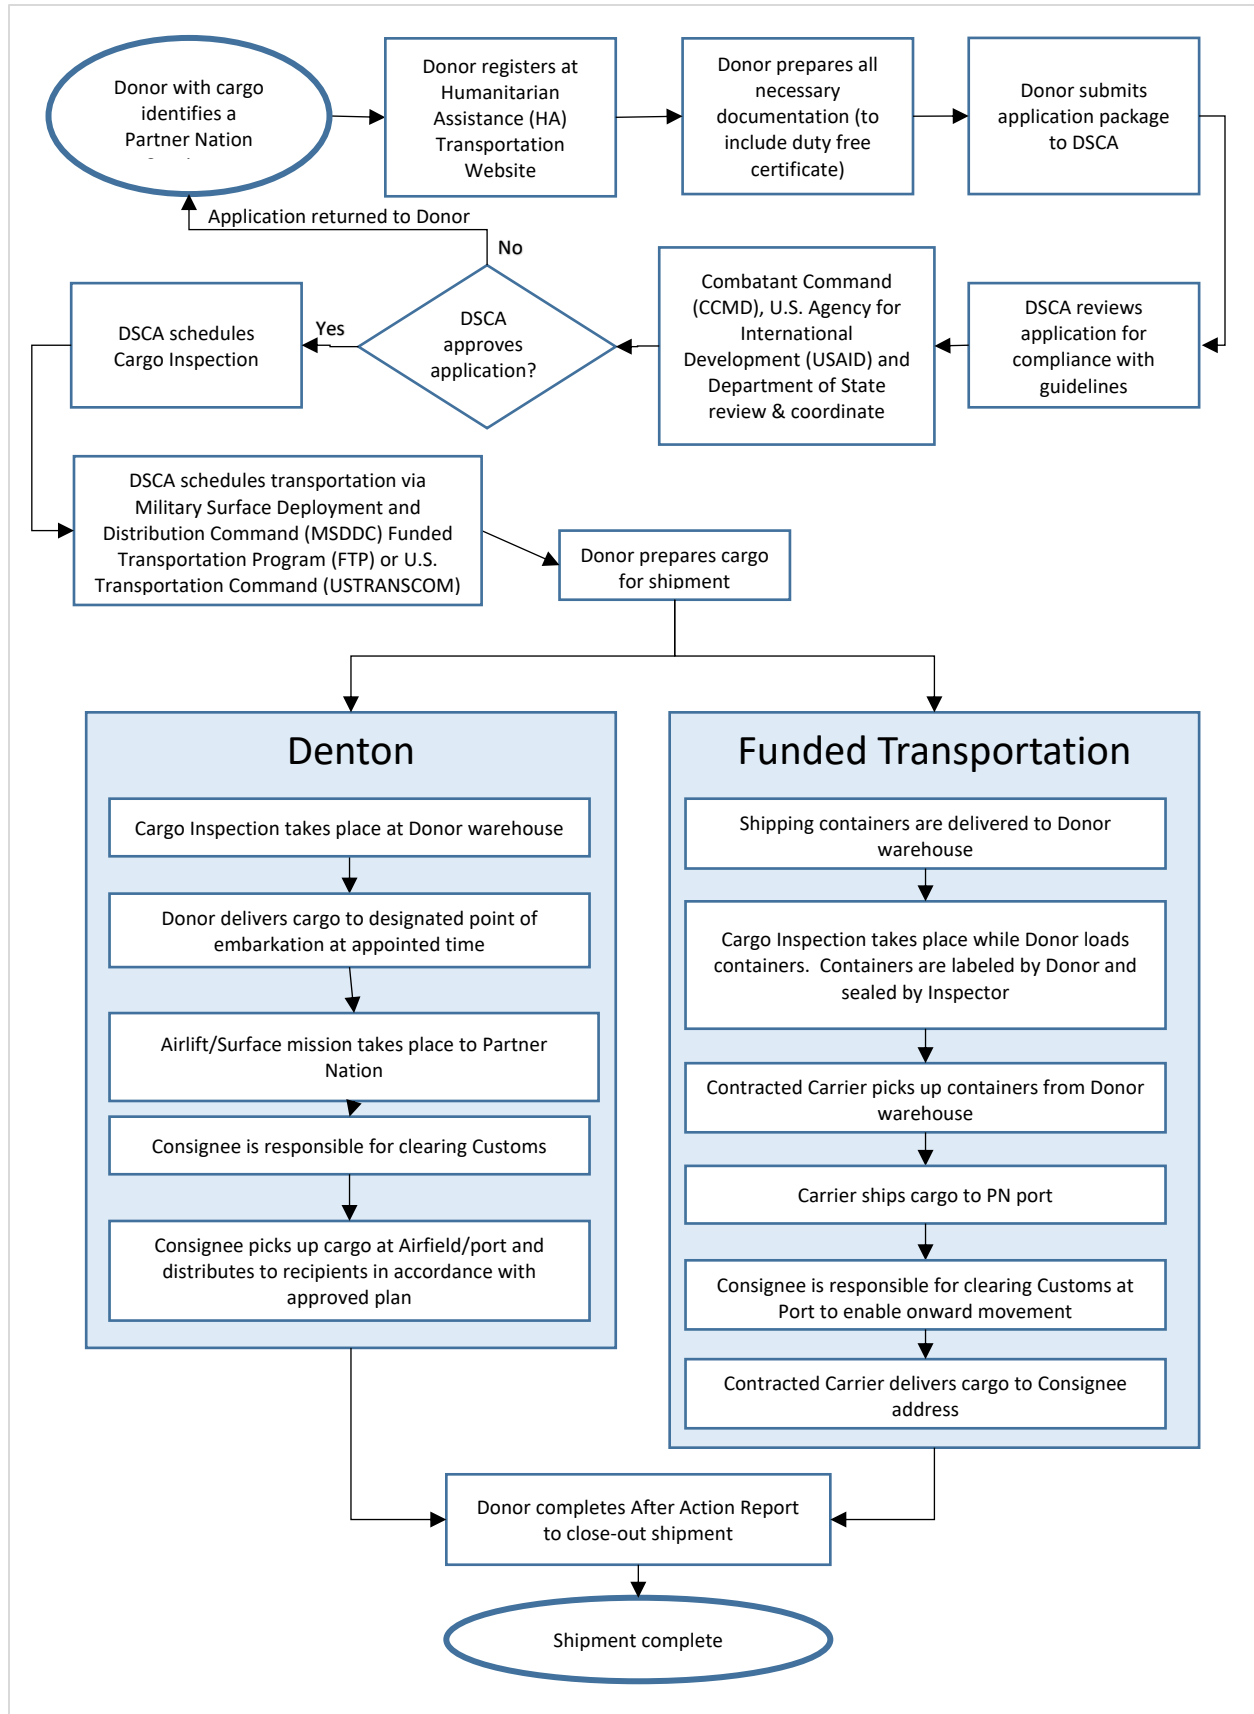 Donor with cargo
identifies a
Partner Nation
Donor registers at
Humanitarian
Assistance (HA)
Transportation
Website
Donor prepares all
necessary
documentation (to
include duty free
certificate)
Donor submits
application package
to DSCA
Application returned to Donor
No
DSCA schedules
Cargo Inspection
Yes
DSCA
approves
application?
Combatant Command
(CCMD), U.S. Agency for
International
Development (USAID) and
Department of State
review & coordinate
DSCA reviews
application for
compliance with
guidelines
DSCA schedules transportation via
Military Surface Deployment and
Distribution Command (MSDDC) Funded
Transportation Program (FTP) or U.S.
Transportation Command (USTRANSCOM)
Donor prepares cargo
for shipment
Denton
Cargo Inspection takes place at Donor warehouse
Donor delivers cargo to designated point of
embarkation at appointed time
Airlift/Surface mission takes place to Partner
Nation
Consignee is responsible for clearing Customs
Consignee picks up cargo at Airfield/port and
distributes to recipients in accordance with
approved plan
Funded Transportation
Shipping containers are delivered to Donor
warehouse
Cargo Inspection takes place while Donor loads
containers.  Containers are labeled by Donor and
sealed by Inspector
Contracted Carrier picks up containers from Donor
warehouse
Carrier ships cargo to PN port
Consignee is responsible for clearing Customs at
Port to enable onward movement
Contracted Carrier delivers cargo to Consignee
address
Donor completes After Action Report
to close-out shipment
Shipment complete